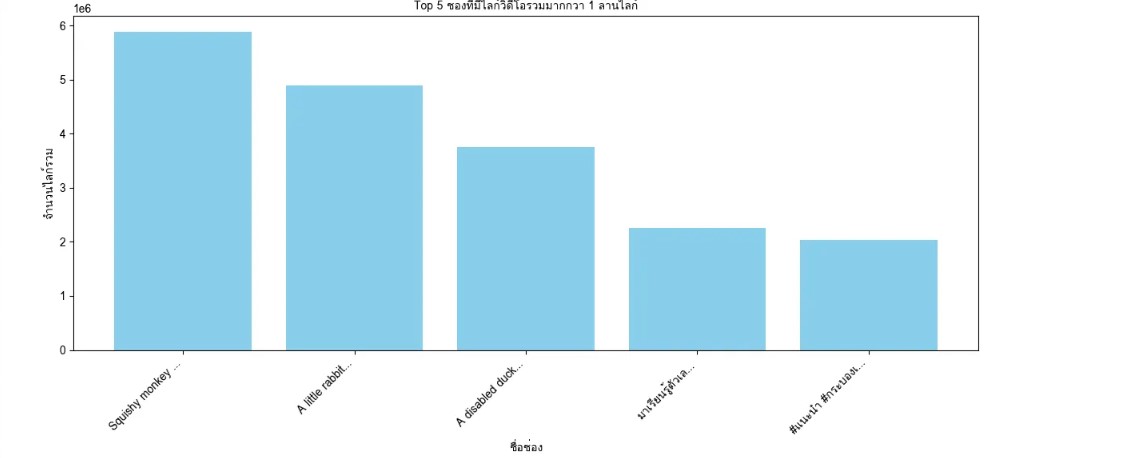 Top 5 ช่องที่มีไลก์วิดีโอรวมมากกว่า 1 ล้านไลก์
1e6
6
5
4
3
2
1
0
จำนวนไลก์รวม
Squishy monkey ...
A little rabbit...
A disabled duck...
มาเรียนรู้ตัวเล...
#แนะนำ #กระบองเ...
ชื่อช่อง